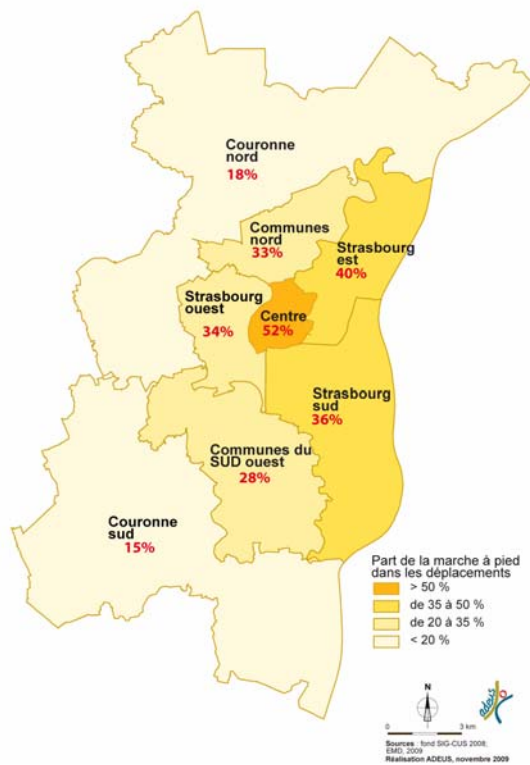 Couronne
nord
18%
Communes
nord
33%
Strasbourg
est
40%
Strasbourg
ouest
34%
Centre
52%
Strasbourg
sud
36%
Communes du
SUD ouest
28%
Couronne
sud
15%
Part de la marche à pied
dans les déplacements
> 50 %
de 35 à 50 %
de 20 à 35 %
< 20 %
N
adeus
0 3 km
Sources : fond SIG-CUS 2008;
EMD, 2009
Réalisation ADEUS, novembre 2009